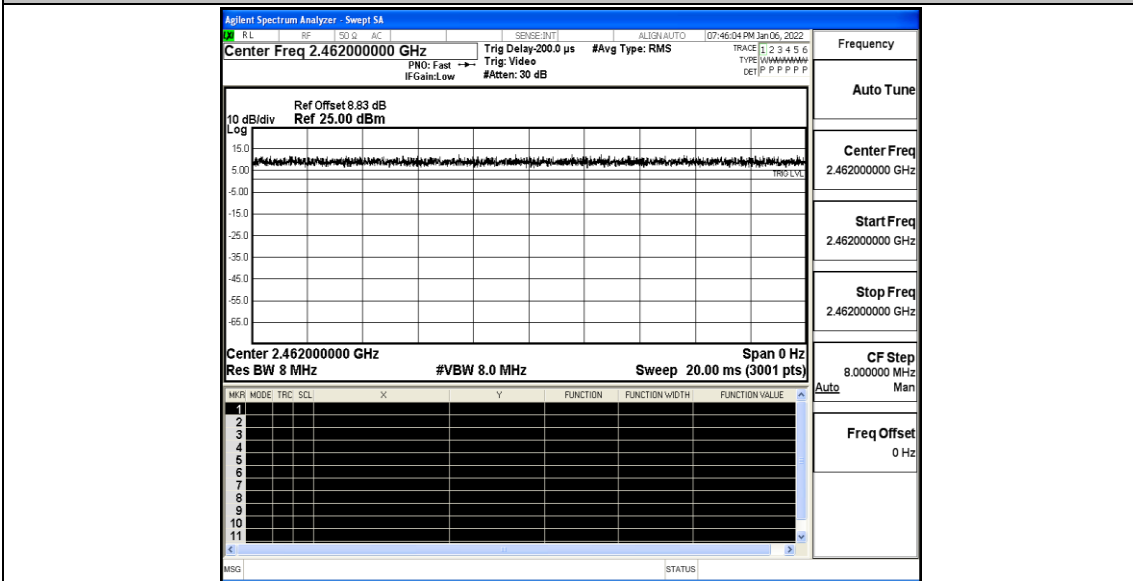 Agilent Spectrum Analyzer - Swept SA
RL RF 50 Ω AC SENSE:INT ALIGNAUTO 07:46:04 PM Jan 06, 2022
Center Freq 2.462000000 GHz
PNO: Fast
IFGain:Low
Trig Delay-200.0 µs #Avg Type: RMS
Trig: Video
#Atten: 30 dB
TRACE 1 2 3 4 5 6
TYPE
DET P P P P P P
Ref Offset 8.83 dB
10 dB/div Ref 25.00 dBm
Log
15.0
5.00
TRIG LVL
-5.00
-15.0
-25.0
-35.0
-45.0
-55.0
-65.0
Center 2.462000000 GHz Span 0 Hz
Res BW 8 MHz #VBW 8.0 MHz Sweep 20.00 ms (3001 pts)
MKR MODE TRC SCL X Y FUNCTION FUNCTION WIDTH FUNCTION VALUE
1
2
3
4
5
6
7
8
9
10
11
MSG STATUS
Frequency
Auto Tune
Center Freq
2.462000000 GHz
Start Freq
2.462000000 GHz
Stop Freq
2.462000000 GHz
CF Step
8.000000 MHz
Auto Man
Freq Offset
0 Hz